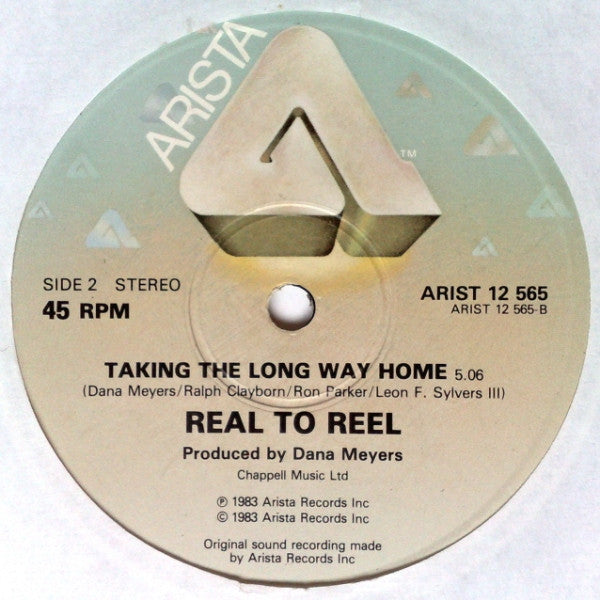 ARISTA
TM
SIDE 2 STEREO
45 RPM
ARIST 12 565
ARIST 12 565-B
TAKING THE LONG WAY HOME 5.06
(Dana Meyers/Ralph Clayborn/Ron Parker/Leon F. Sylvers III)
REAL TO REEL
Produced by Dana Meyers
Chappell Music Ltd
℗ 1983 Arista Records Inc
© 1983 Arista Records Inc
Original sound recording made
by Arista Records Inc